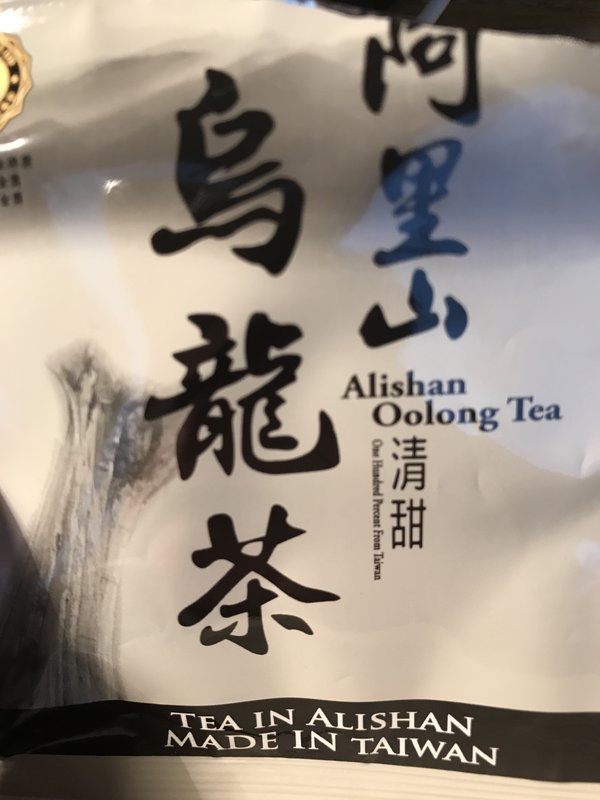 阿里山
烏龍茶
Alishan
Oolong Tea
清甜
One Hundred Percent From Taiwan
TEA IN ALISHAN
MADE IN TAIWAN